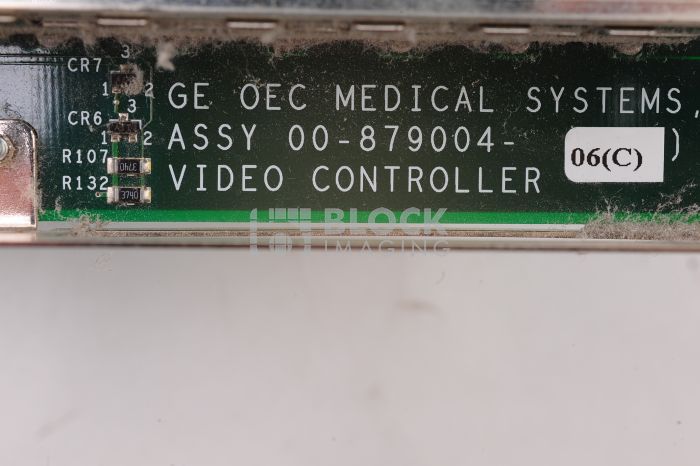 CR7
3
1 2
CR6
3
1 2
R107
3740
R132
3740
GE OEC MEDICAL SYSTEMS,
ASSY 00-879004- 06(C) )
VIDEO CONTROLLER
BLOCK
IMAGING